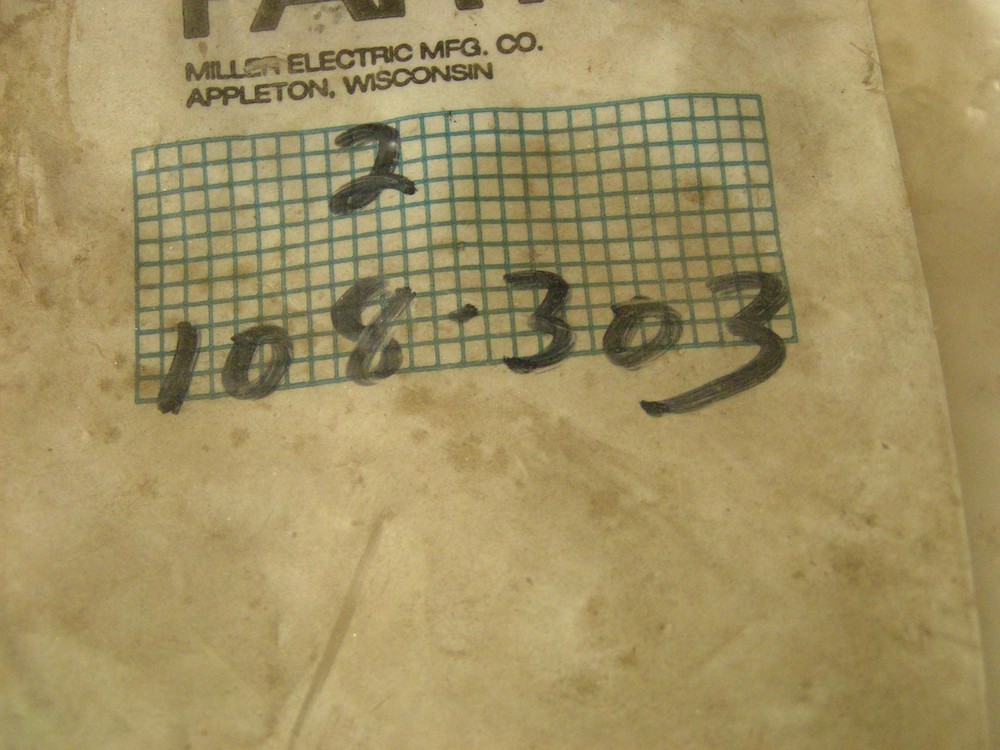 MILLER ELECTRIC MFG. CO.
APPLETON, WISCONSIN
2
108-303